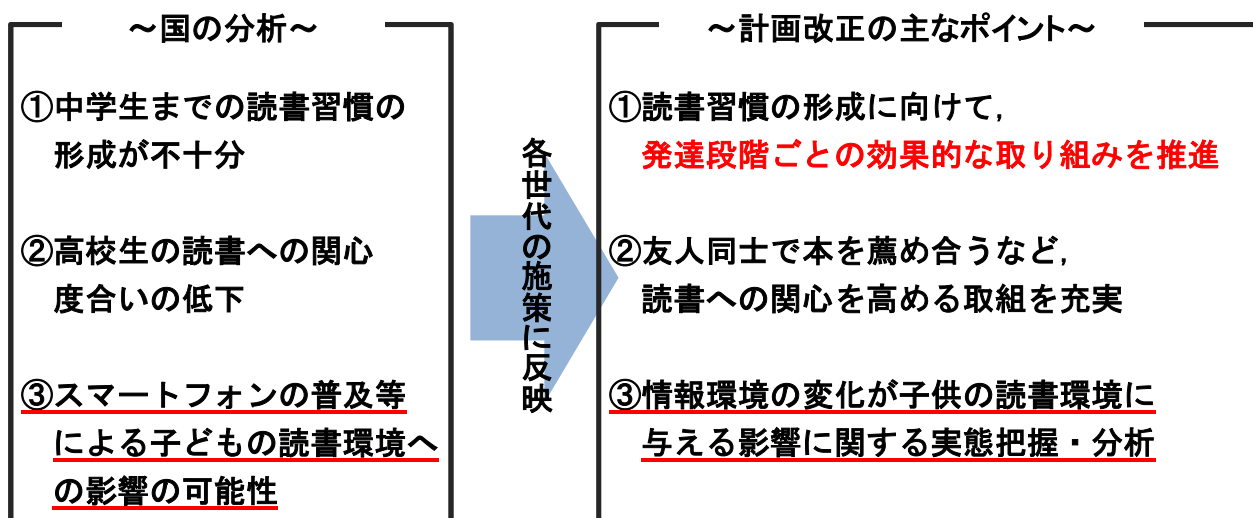 ～国の分析～
①中学生までの読書習慣の
形成が不十分
②高校生の読書への関心
度合いの低下
③スマートフォンの普及等
による子どもの読書環境へ
の影響の可能性
各世代の施策に反映
～計画改正の主なポイント～
①読書習慣の形成に向けて,
発達段階ごとの効果的な取り組みを推進
②友人同士で本を薦め合うなど,
読書への関心を高める取組を充実
③情報環境の変化が子供の読書環境に
与える影響に関する実態把握・分析